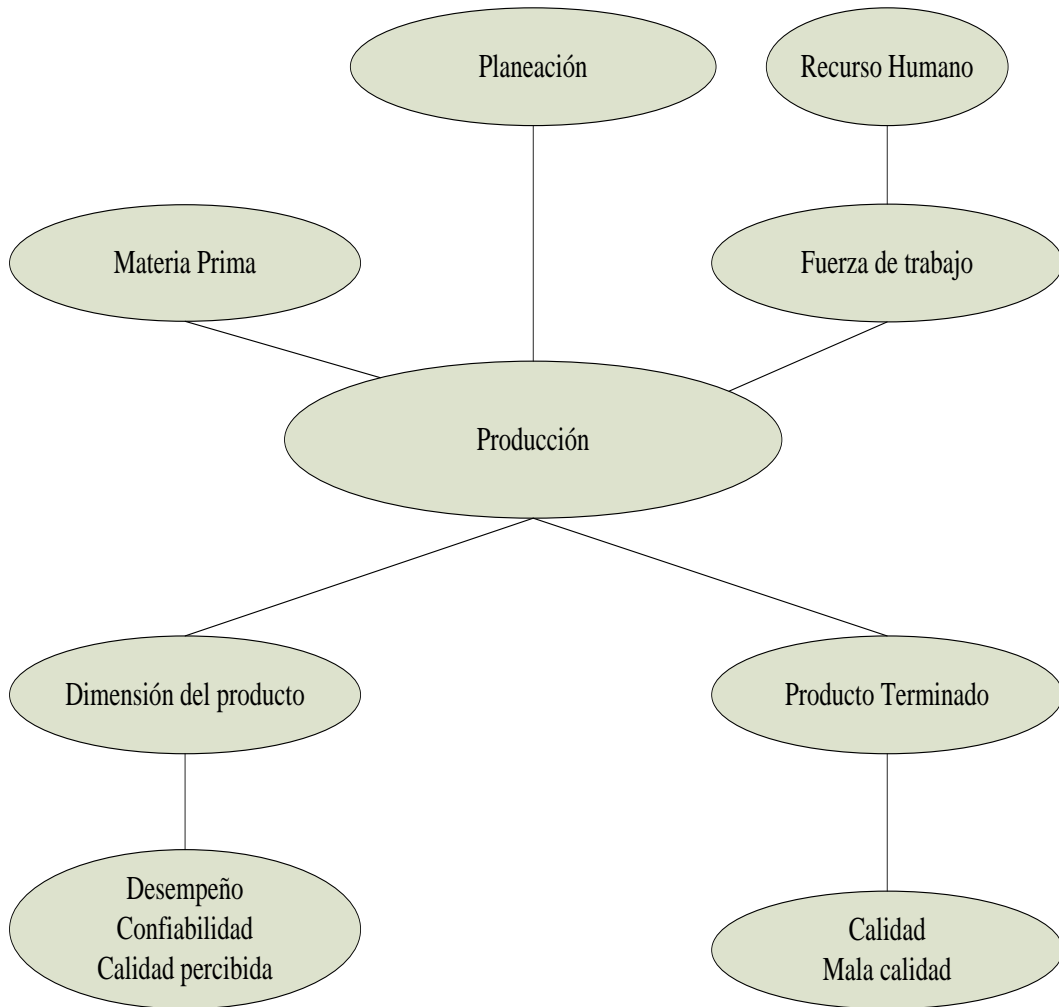 Planeación
Recurso Humano
Materia Prima
Fuerza de trabajo
Producción
Dimensión del producto
Producto Terminado
Desempeño
Confiabilidad
Calidad percibida
Calidad
Mala calidad